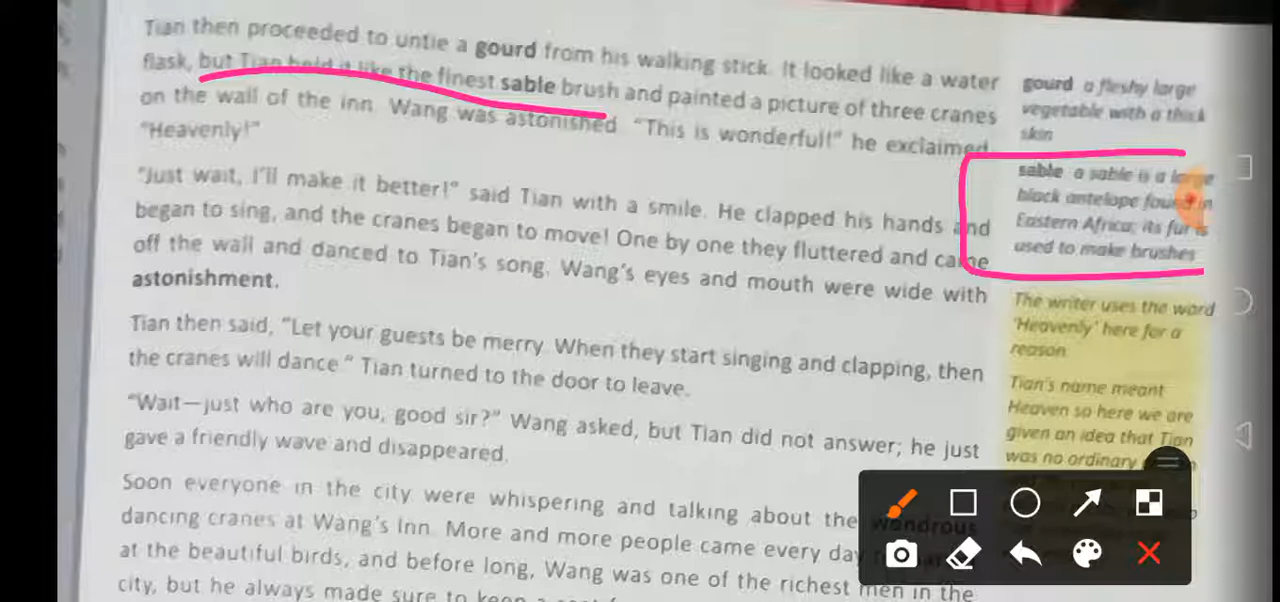 Tian then proceeded to untie a gourd from his walking stick. It looked like a water
flask, but Tian held it like the finest sable brush and painted a picture of three cranes
on the wall of the inn. Wang was astonished. "This is wonderful!" he exclaimed.
"Heavenly!"
"Just wait, I'll make it better!" said Tian with a smile. He clapped his hands and
began to sing, and the cranes began to move! One by one they fluttered and came
off the wall and danced to Tian's song. Wang's eyes and mouth were wide with
astonishment.
Tian then said, "Let your guests be merry. When they start singing and clapping, then
the cranes will dance." Tian turned to the door to leave.
"Wait—just who are you, good sir?" Wang asked, but Tian did not answer; he just
gave a friendly wave and disappeared.
Soon everyone in the city were whispering and talking about the wondrous
dancing cranes at Wang's Inn. More and more people came every day
at the beautiful birds, and before long, Wang was one of the richest men in the
city, but he always made sure to keep a
gourd a fleshy large
vegetable with a thick
skin
sable a sable is a large
black antelope found in
Eastern Africa; its fur is
used to make brushes
The writer uses the word
'Heavenly' here for a
reason.
Tian's name meant
Heaven so here we are
given an idea that Tian
was no ordinary